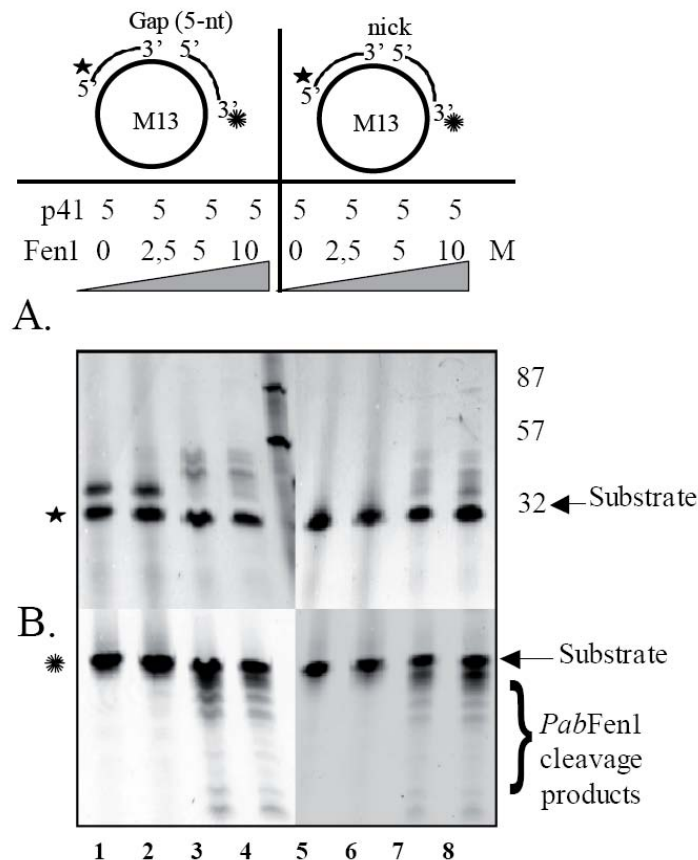 Gap (5-nt)
nick
3’ 5’
3’ 5’
5’
5’
3’
3’
M13
M13
p41 5 5 5 5 5 5 5 5
Fen1 0 2,5 5 10 0 2,5 5 10 M
A.
87
57
32 Substrate
B.
Substrate
PabFen1
cleavage
products
1 2 3 4 5 6 7 8